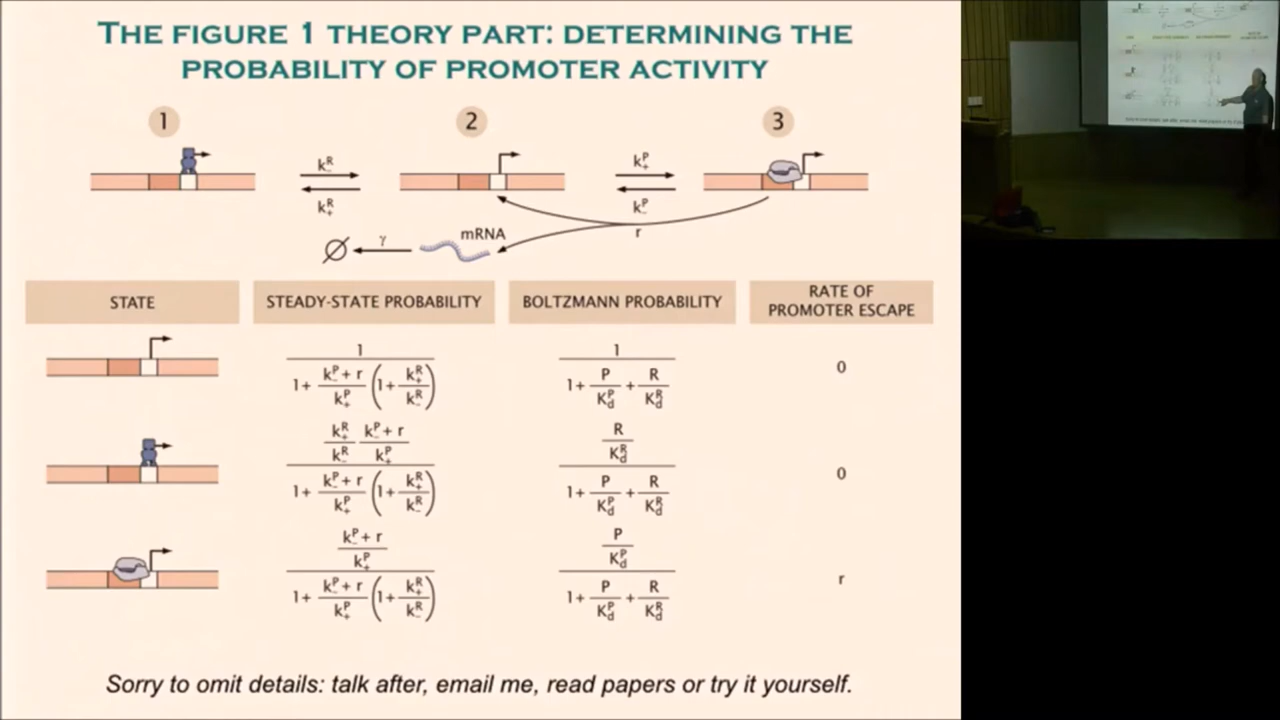 THE FIGURE 1 THEORY PART: DETERMINING THE
PROBABILITY OF PROMOTER ACTIVITY
1 2 3
k₋ᴿ k₊ᴾ
k₊ᴿ k₋ᴾ
mRNA r
γ
∅
STATE STEADY-STATE PROBABILITY BOLTZMANN PROBABILITY RATE OF
PROMOTER ESCAPE
1 / (1+ (k₋ᴾ + r)/k₊ᴾ (1+ k₊ᴿ/k₋ᴿ)) 1 / (1+ P/K_dᴾ + R/K_dᴿ) 0
(k₊ᴿ/k₋ᴿ (k₋ᴾ + r)/k₊ᴾ) / (1+ (k₋ᴾ + r)/k₊ᴾ (1+ k₊ᴿ/k₋ᴿ)) (R/K_dᴿ) / (1+ P/K_dᴾ + R/K_dᴿ) 0
((k₋ᴾ + r)/k₊ᴾ) / (1+ (k₋ᴾ + r)/k₊ᴾ (1+ k₊ᴿ/k₋ᴿ)) (P/K_dᴾ) / (1+ P/K_dᴾ + R/K_dᴿ) r
Sorry to omit details: talk after, email me, read papers or try it yourself.